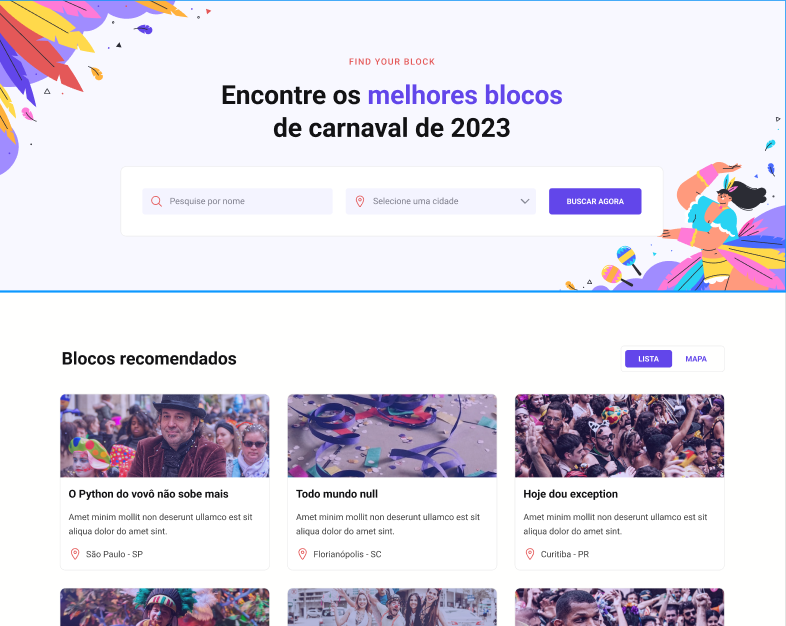 FIND YOUR BLOCK
Encontre os melhores blocos
de carnaval de 2023
Pesquise por nome
Selecione uma cidade
BUSCAR AGORA
Blocos recomendados
LISTA
MAPA
O Python do vovô não sobe mais
Amet minim mollit non deserunt ullamco est sit
aliqua dolor do amet sint.
São Paulo - SP
Todo mundo null
Amet minim mollit non deserunt ullamco est sit
aliqua dolor do amet sint.
Florianópolis - SC
Hoje dou exception
Amet minim mollit non deserunt ullamco est sit
aliqua dolor do amet sint.
Curitiba - PR